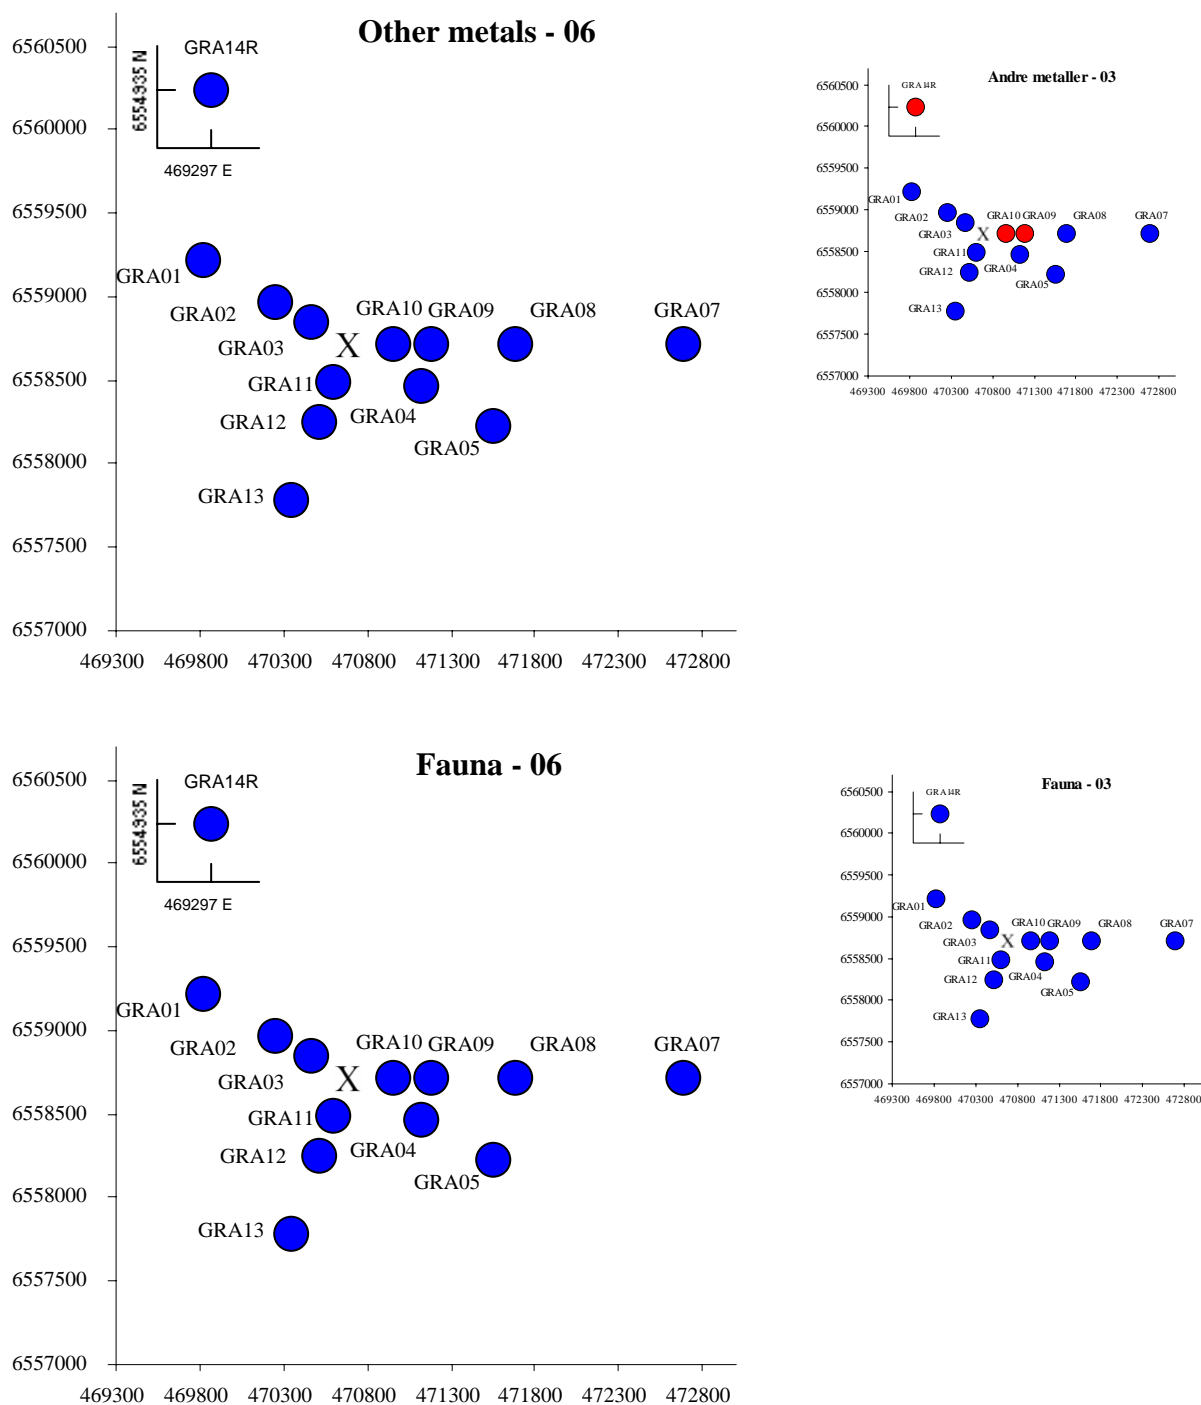 Other metals - 06
6560500
6560000
6559500
6559000
6558500
6558000
6557500
6557000
GRA14R
6554935 N
469297 E
GRA01
GRA02
GRA03
X
GRA10
GRA09
GRA08
GRA07
GRA11
GRA04
GRA12
GRA05
GRA13
469300 469800 470300 470800 471300 471800 472300 472800
Andre metaller - 03
6560500
6560000
6559500
6559000
6558500
6558000
6557500
6557000
GRA14R
GRA01
GRA02
GRA03
X
GRA10
GRA09
GRA08
GRA07
GRA11
GRA04
GRA12
GRA05
GRA13
469300 469800 470300 470800 471300 471800 472300 472800
Fauna - 06
6560500
6560000
6559500
6559000
6558500
6558000
6557500
6557000
GRA14R
6554935 N
469297 E
GRA01
GRA02
GRA03
X
GRA10
GRA09
GRA08
GRA07
GRA11
GRA04
GRA12
GRA05
GRA13
469300 469800 470300 470800 471300 471800 472300 472800
Fauna - 03
6560500
6560000
6559500
6559000
6558500
6558000
6557500
6557000
GRA14R
GRA01
GRA02
GRA03
X
GRA10
GRA09
GRA08
GRA07
GRA11
GRA04
GRA12
GRA05
GRA13
469300 469800 470300 470800 471300 471800 472300 472800